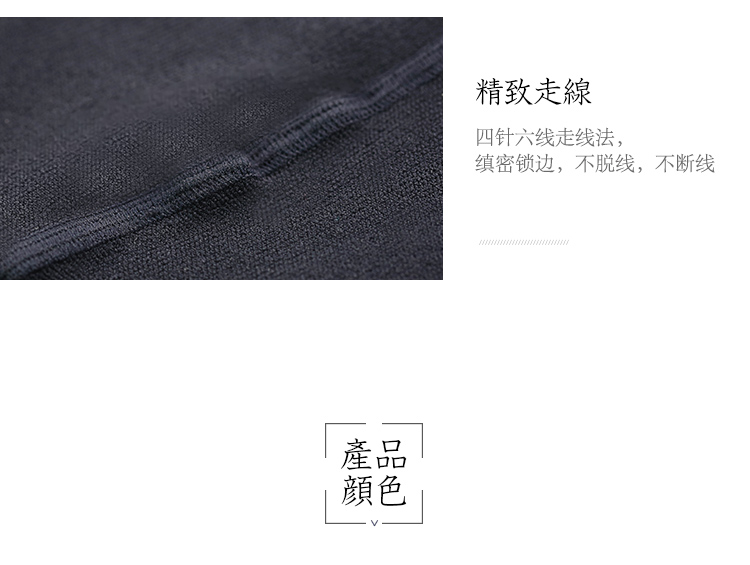 精致走線
四针六线走线法，
缜密锁边，不脱线，不断线
產品
顔色